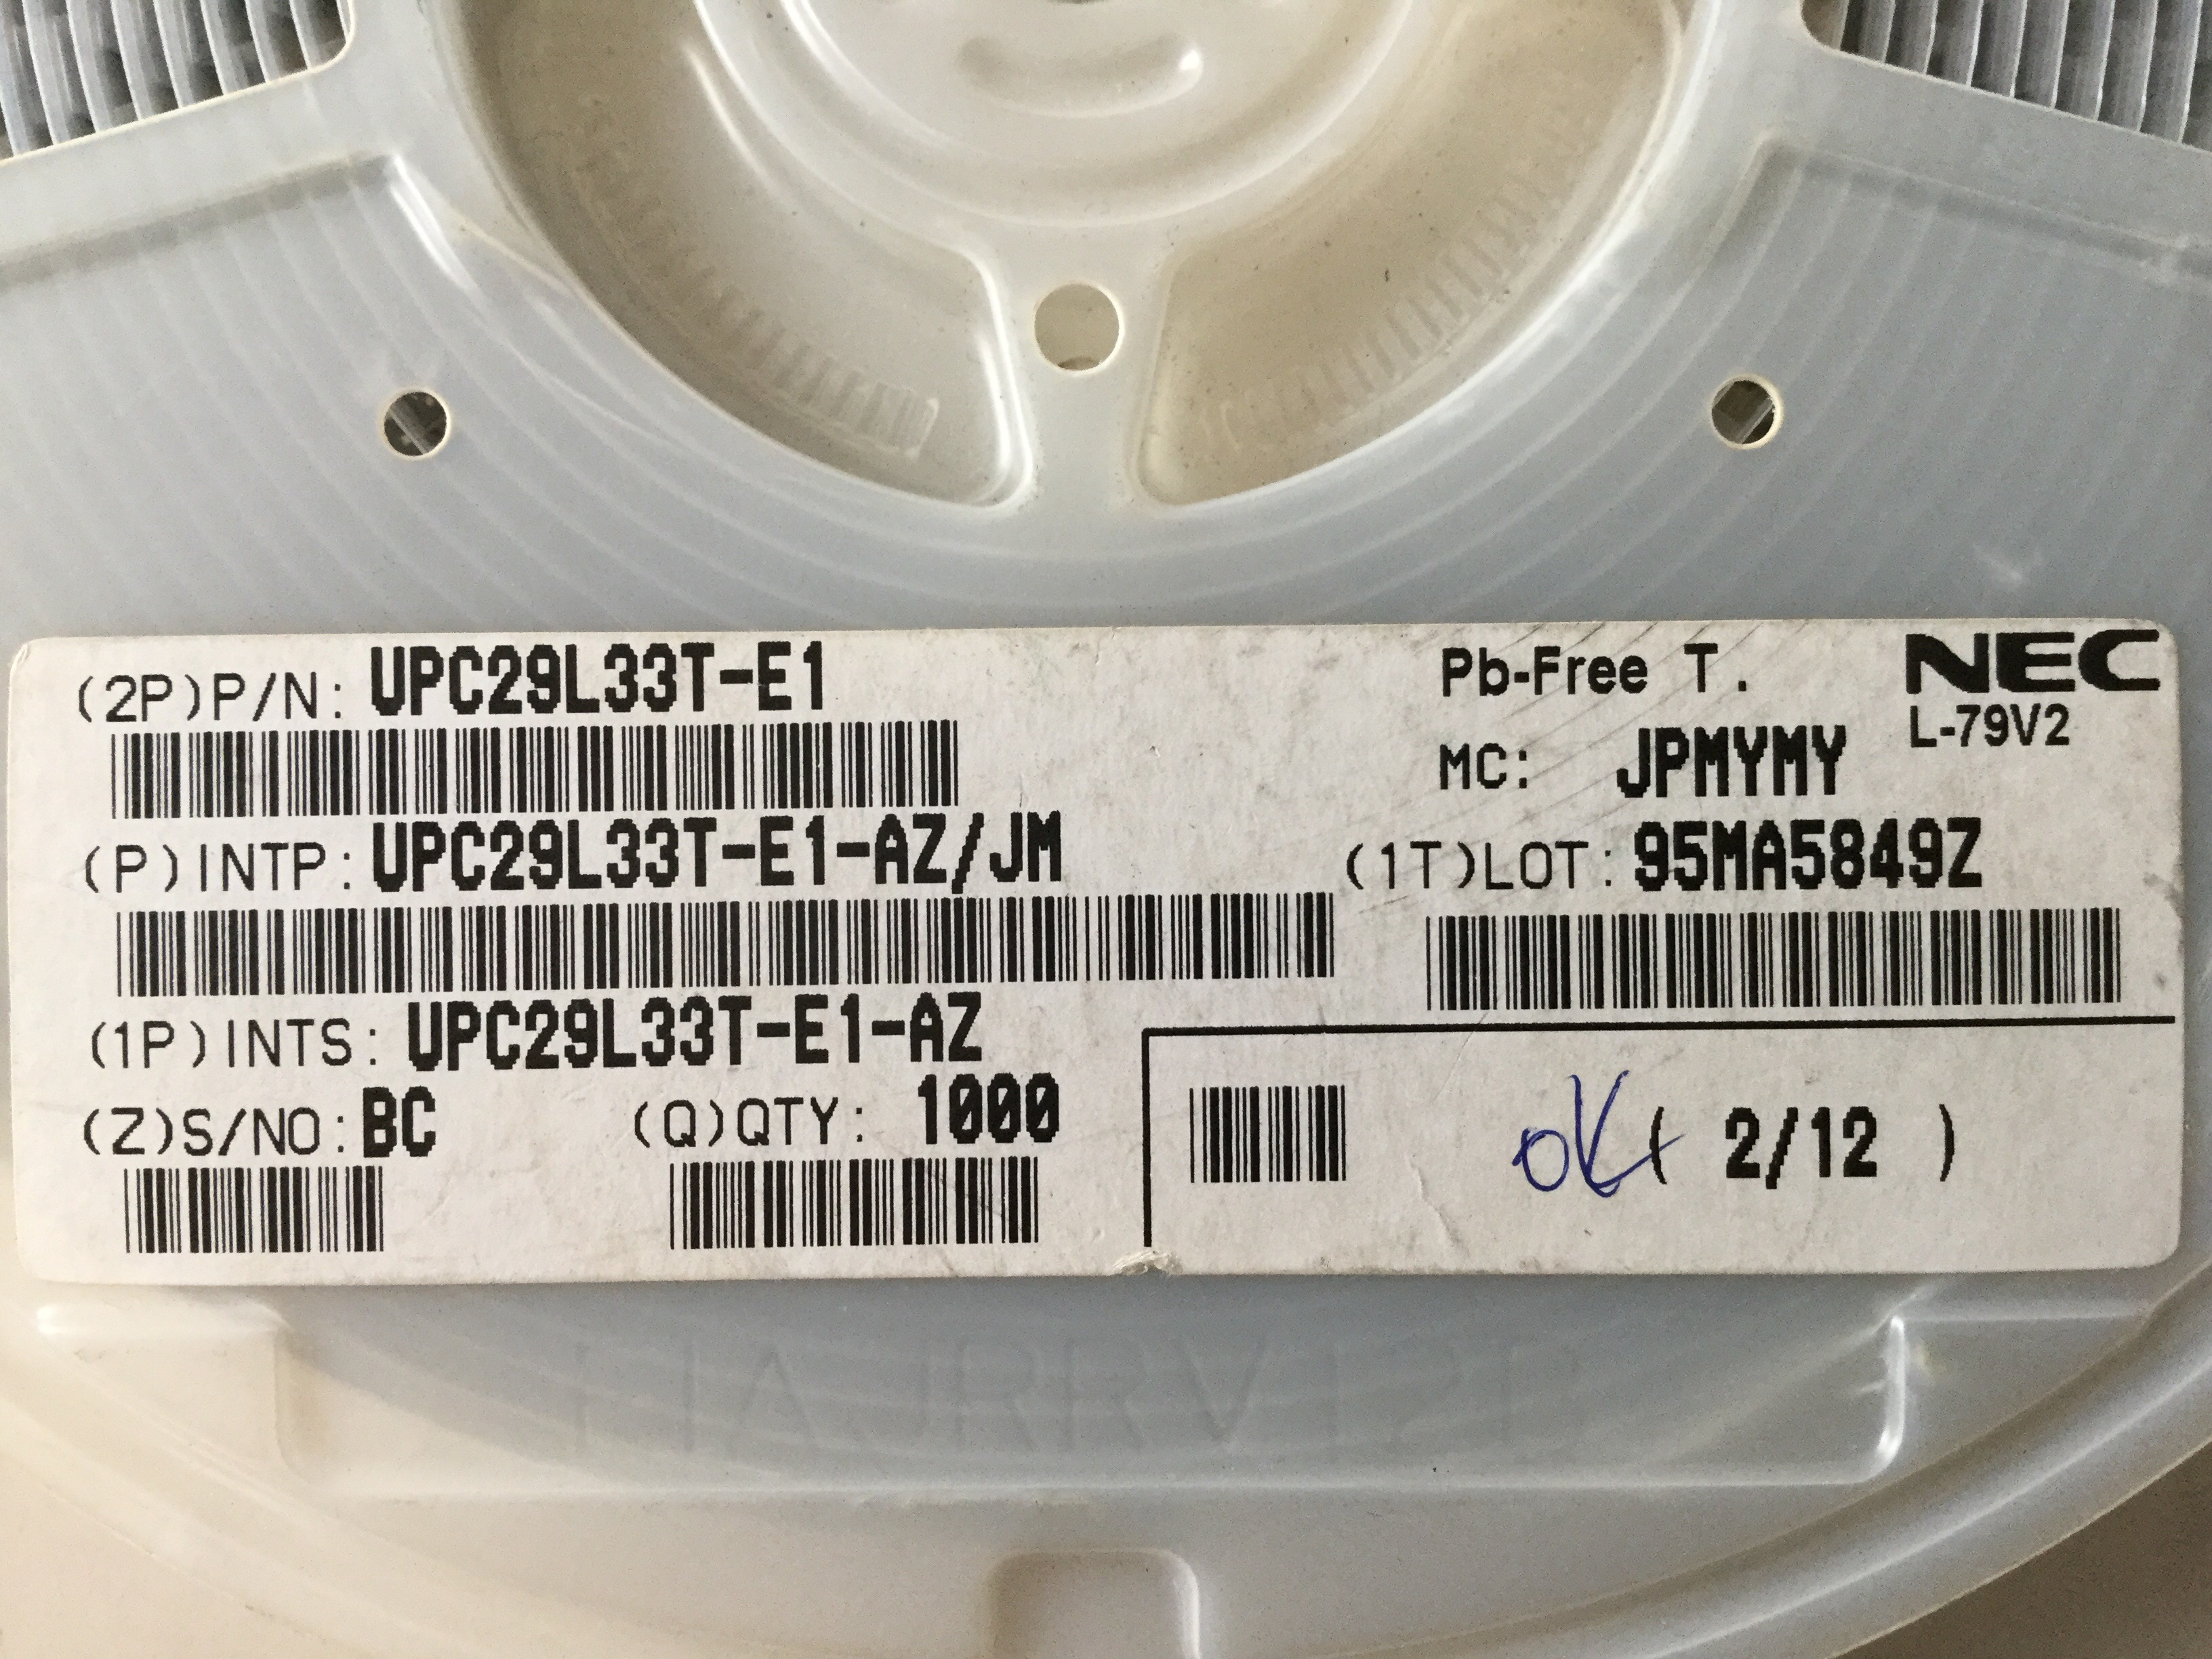 (2P)P/N: UPC29L33T-E1
Pb-Free T.
NEC
L-79V2
MC: JPMYMY
(P)INTP: UPC29L33T-E1-AZ/JM
(1T)LOT: 95MA5849Z
(1P)INTS: UPC29L33T-E1-AZ
(Z)S/NO: BC
(Q)QTY: 1000
OK ( 2/12 )